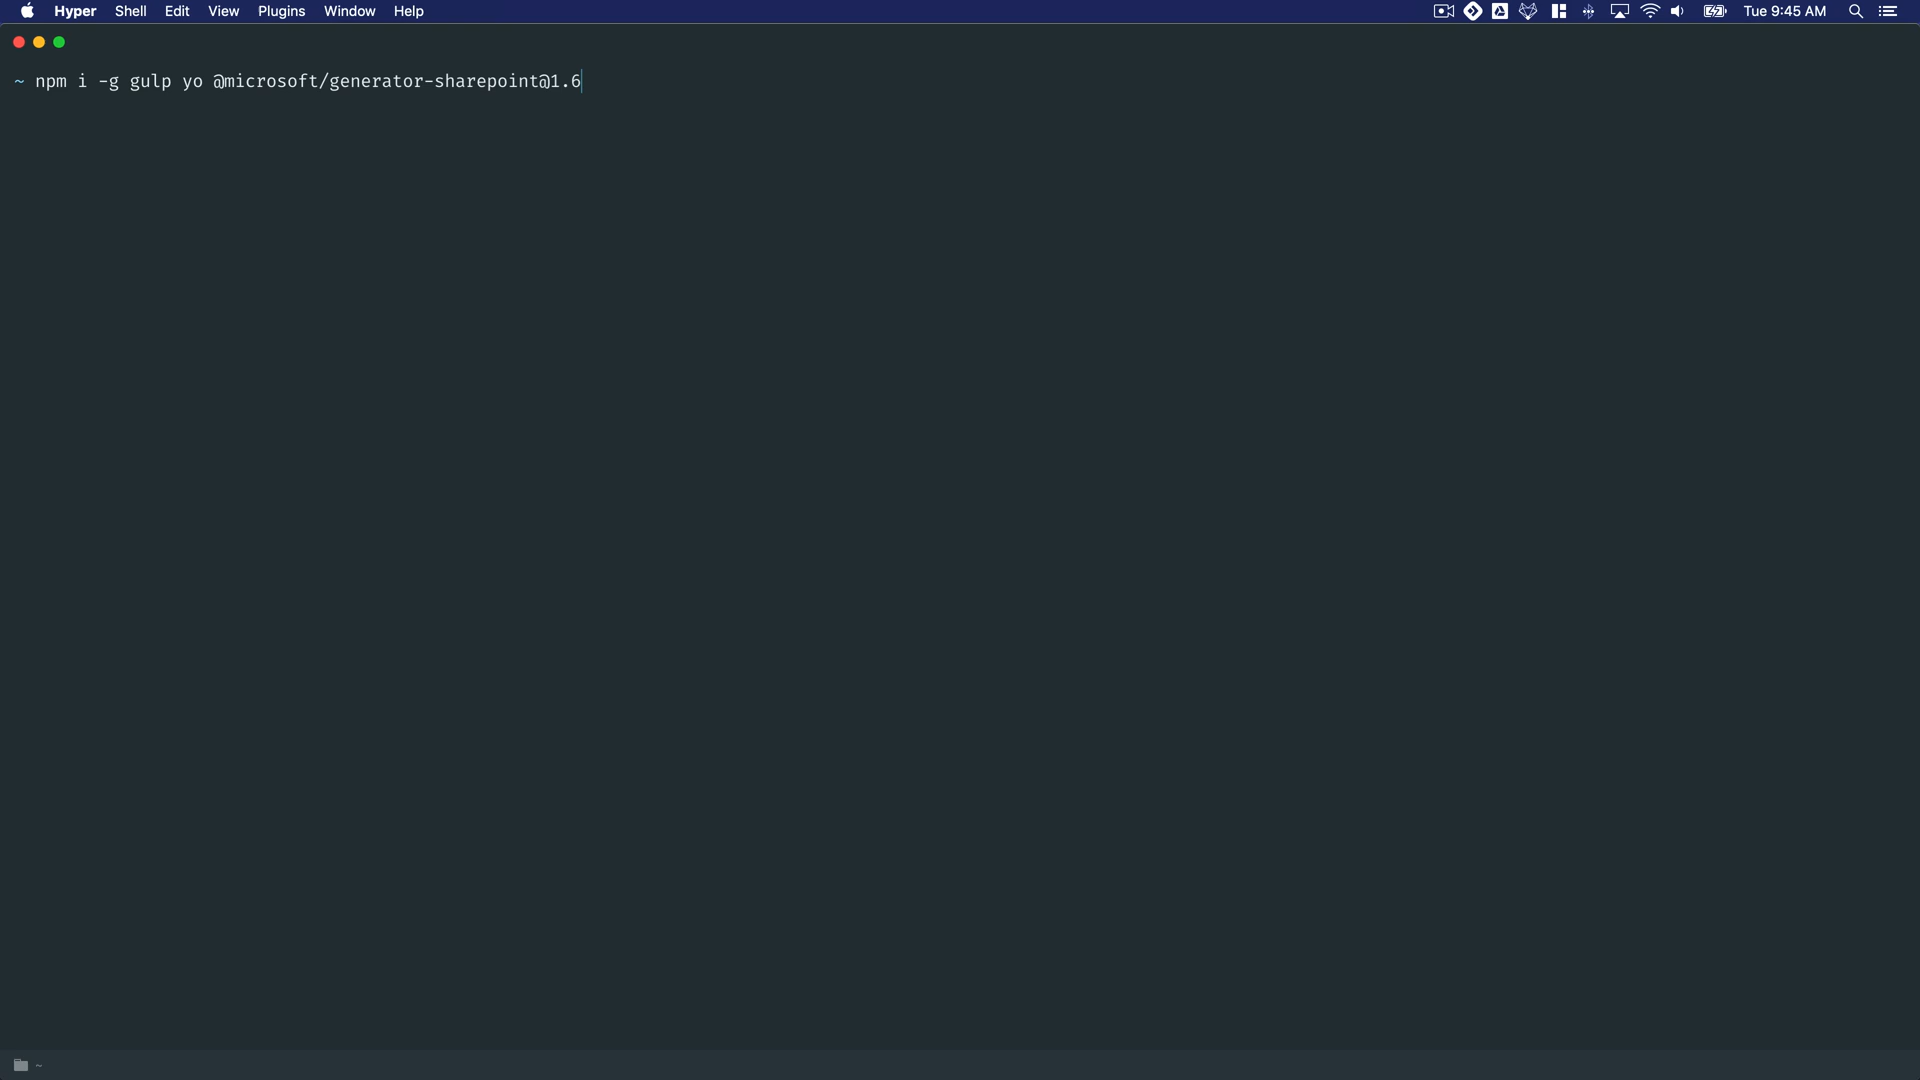 Hyper Shell Edit View Plugins Window Help Tue 9:45 AM
~ npm i -g gulp yo @microsoft/generator-sharepoint@1.6
~